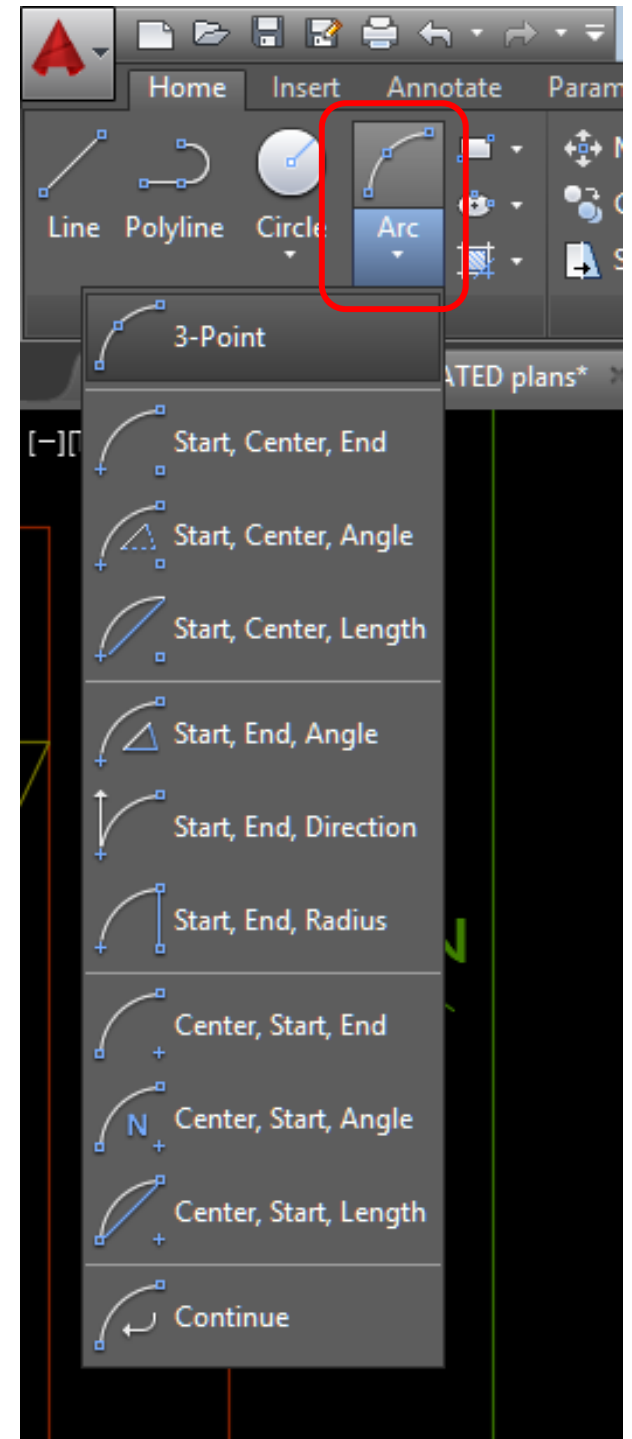 Home Insert Annotate Param
Line Polyline Circle Arc
3-Point
ATED plans*
[−][
Start, Center, End
Start, Center, Angle
Start, Center, Length
Start, End, Angle
Start, End, Direction
Start, End, Radius
N
Center, Start, End
N
Center, Start, Angle
Center, Start, Length
Continue